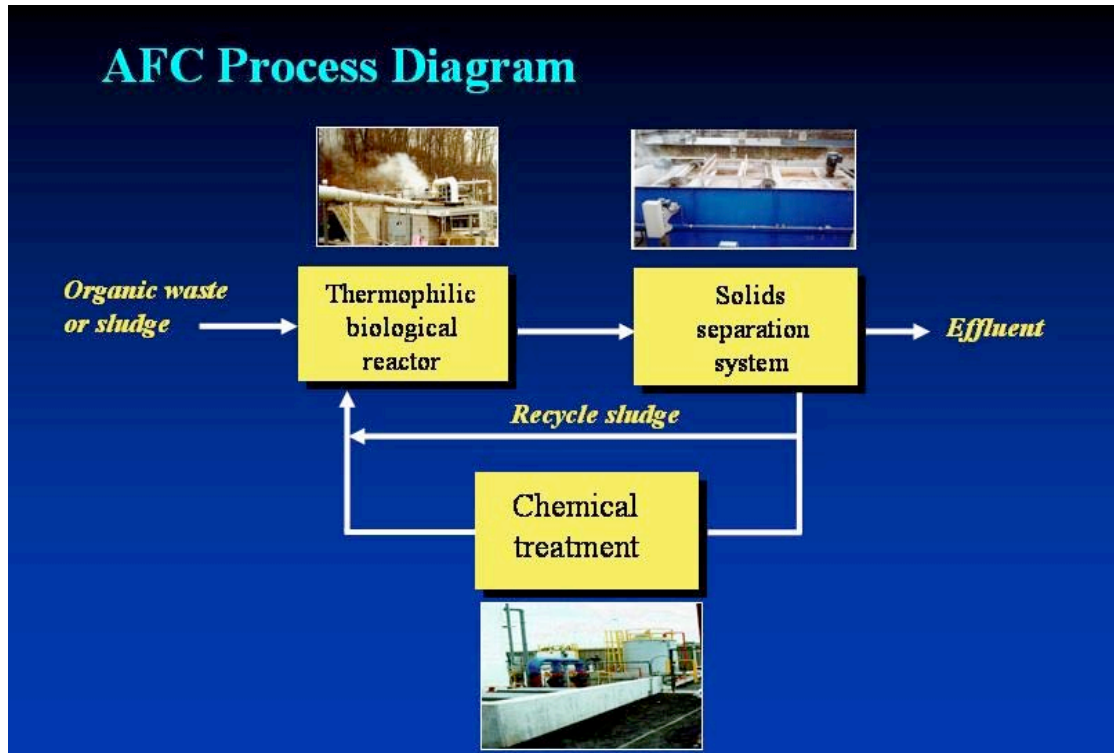 AFC Process Diagram
Organic waste
or sludge
Thermophilic
biological
reactor
Solids
separation
system
Effluent
Recycle sludge
Chemical
treatment